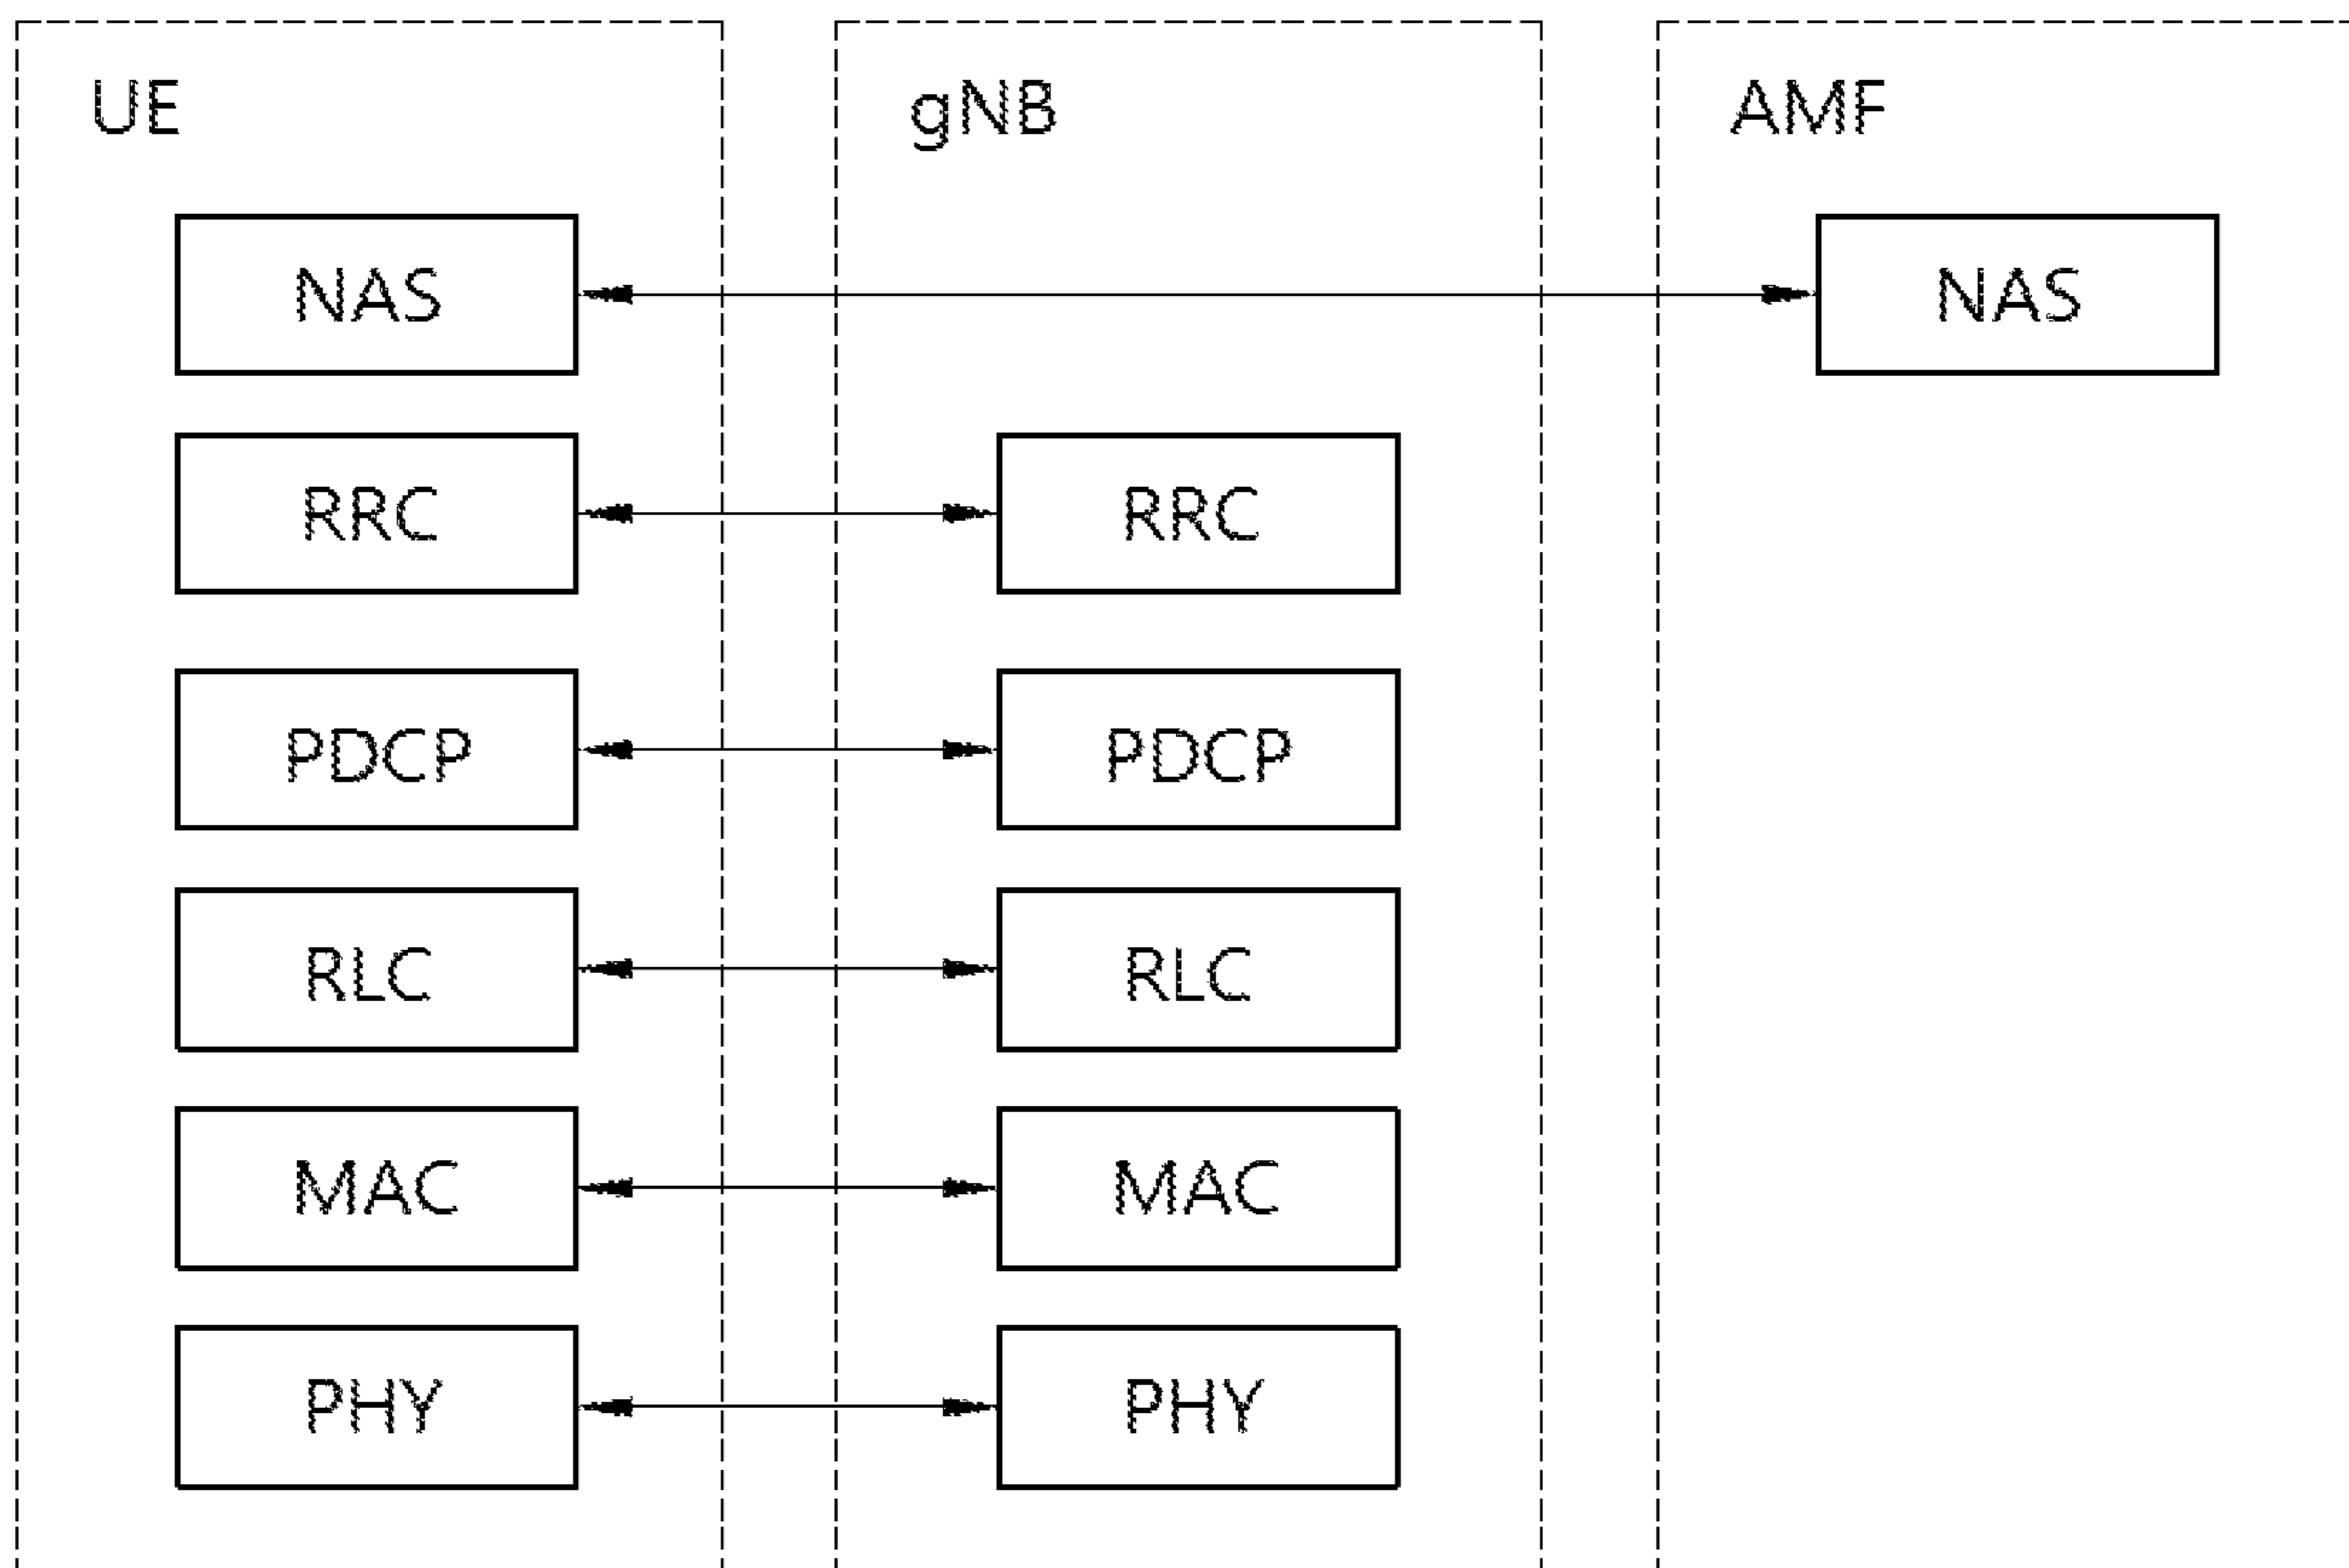 UE gNB AMF
NAS NAS
RRC RRC
PDCP PDCP
RLC RLC
MAC MAC
PHY PHY